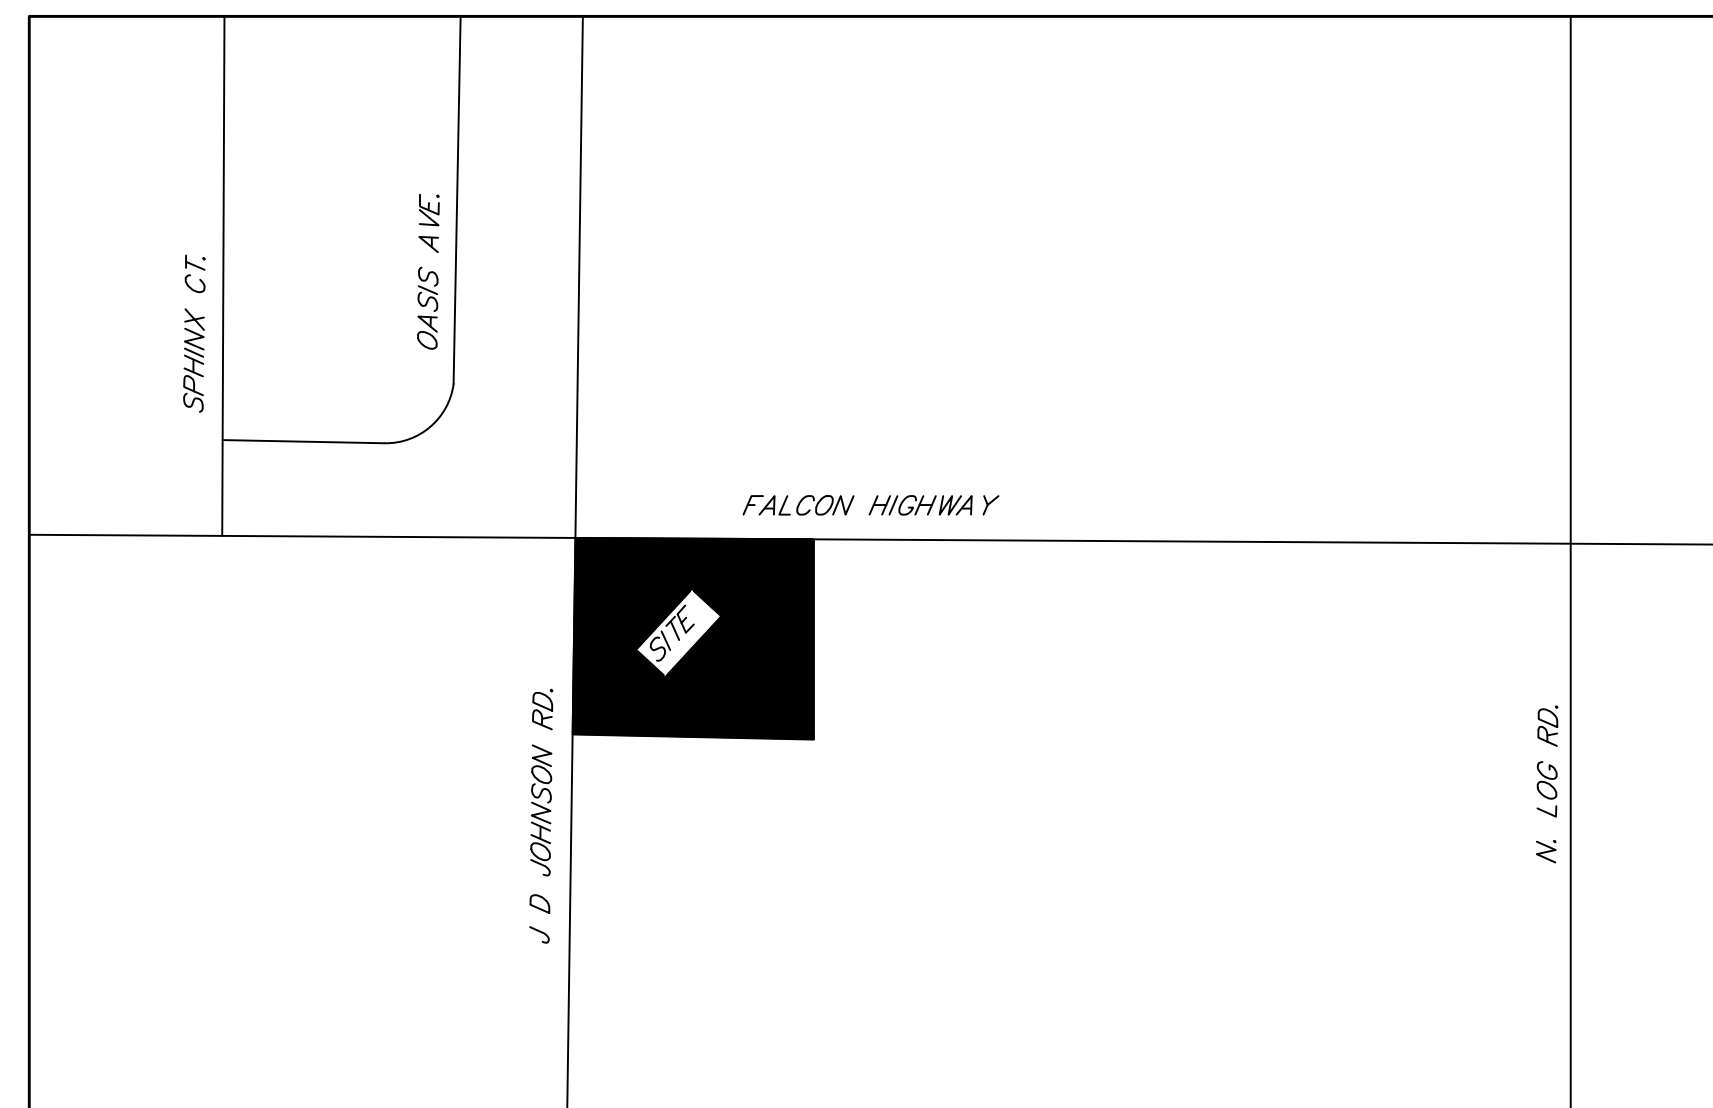 SPHINX CT.
OASIS AVE.
FALCON HIGHWAY
SITE
J D JOHNSON RD.
N. LOG RD.